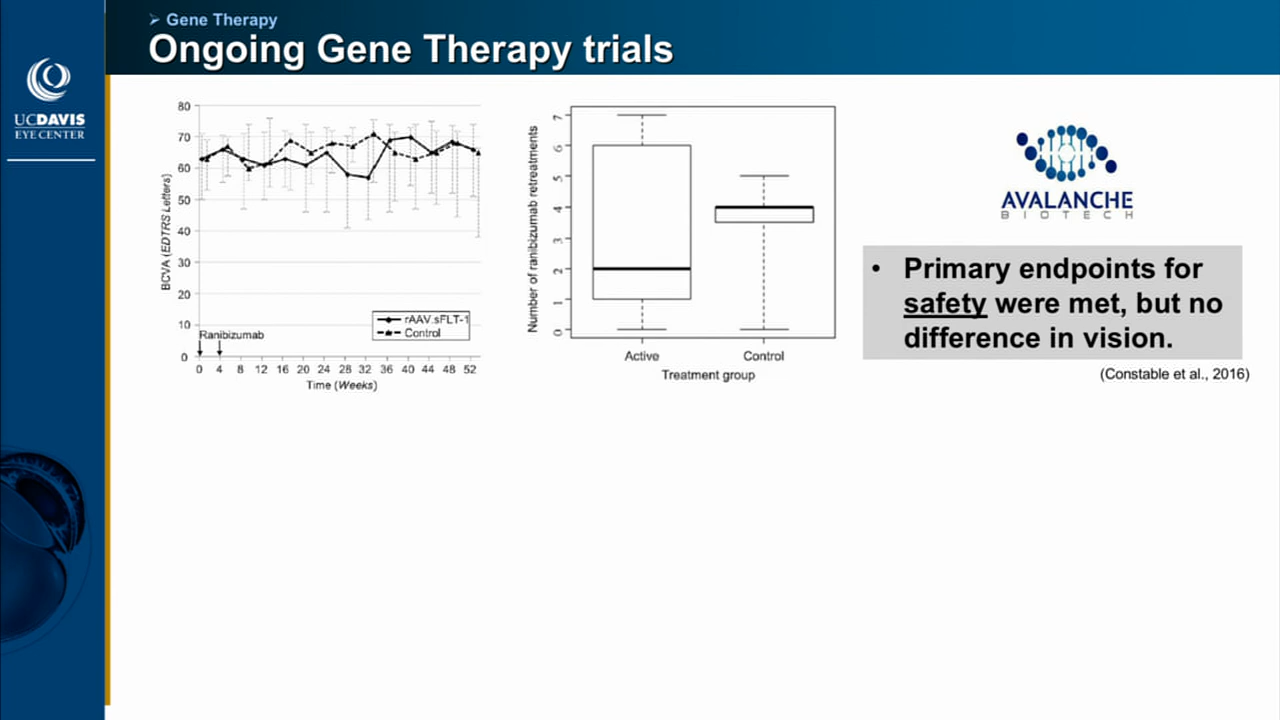 ➢ Gene Therapy
Ongoing Gene Therapy trials
UCDAVIS
EYE CENTER
80
70
60
50
40
30
20
10
0
BCVA (EDTRS Letters)
Ranibizumab
rAAV.sFLT-1
Control
0 4 8 12 16 20 24 28 32 36 40 44 48 52
Time (Weeks)
Number of ranibizumab retreatments
7
6
5
4
3
2
1
0
Active Control
Treatment group
AVALANCHE
BIOTECH
• Primary endpoints for
safety were met, but no
difference in vision.
(Constable et al., 2016)